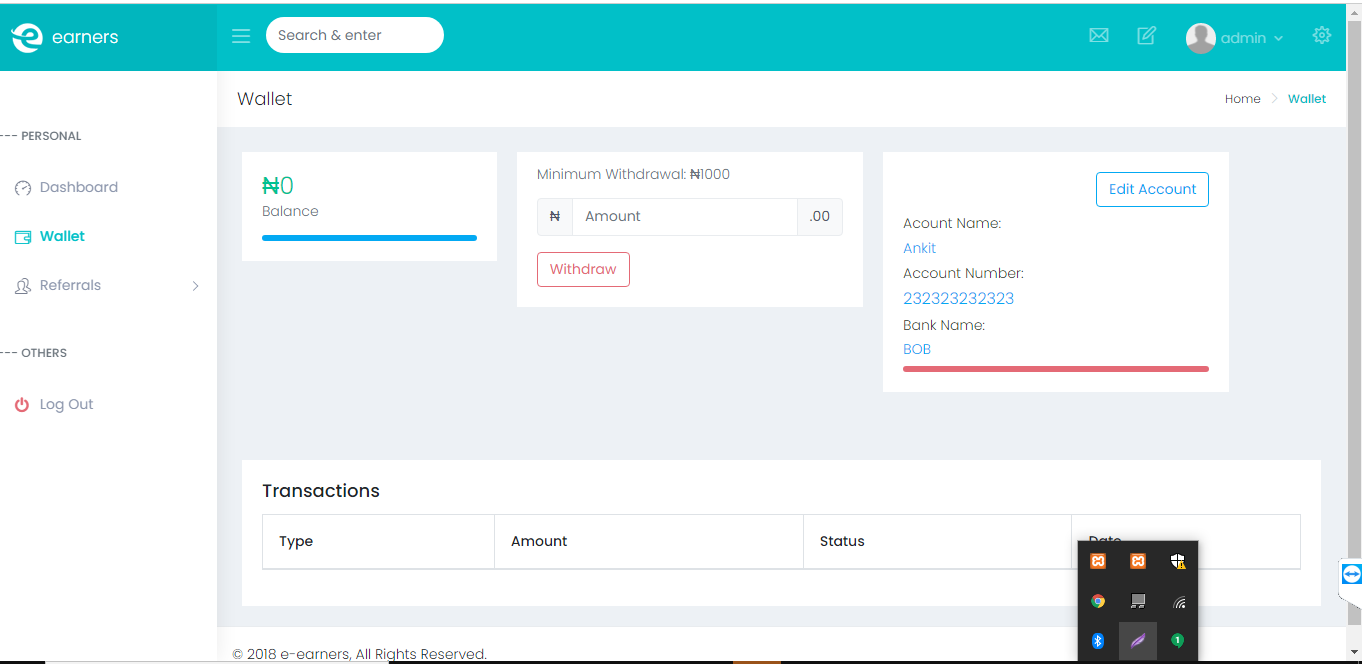 e earners
Search & enter
admin
Wallet
Home > Wallet
--- PERSONAL
Dashboard
Wallet
Referrals
--- OTHERS
Log Out
₦0
Balance
Minimum Withdrawal: ₦1000
₦ Amount .00
Withdraw
Edit Account
Acount Name:
Ankit
Account Number:
232323232323
Bank Name:
BOB
Transactions
Type Amount Status Date
1
© 2018 e-earners, All Rights Reserved.